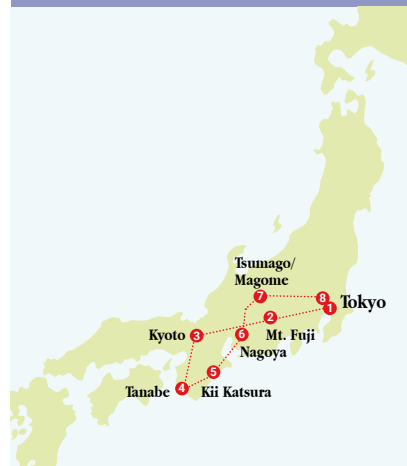 Tsumago/
Magome
7
8
1
Tokyo
2
Kyoto
3
6
Mt. Fuji
Nagoya
5
4
Tanabe
Kii Katsura